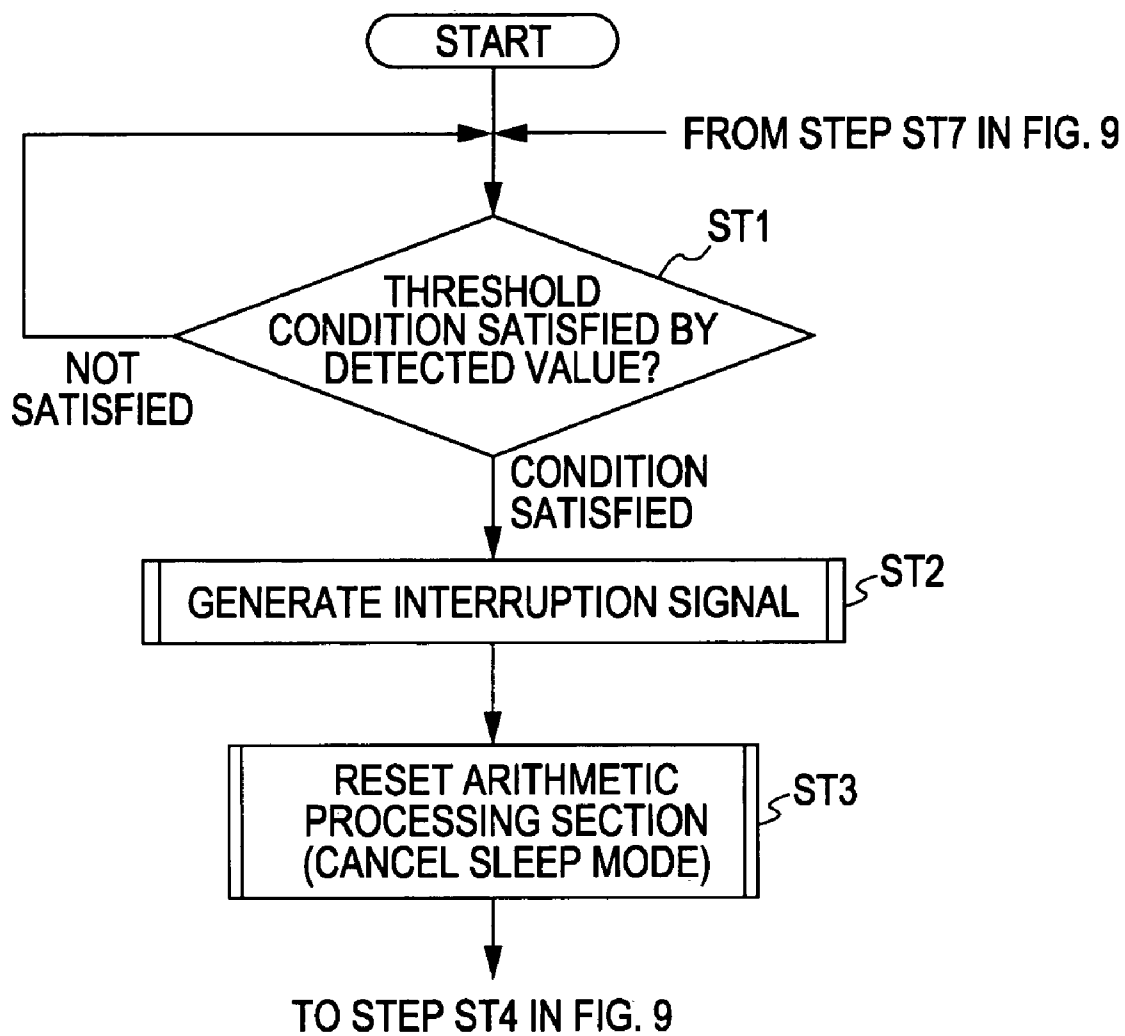 START
FROM STEP ST7 IN FIG. 9
ST1
THRESHOLD
CONDITION SATISFIED BY
DETECTED VALUE?
NOT
SATISFIED
CONDITION
SATISFIED
GENERATE INTERRUPTION SIGNAL
ST2
RESET ARITHMETIC
PROCESSING SECTION
(CANCEL SLEEP MODE)
ST3
TO STEP ST4 IN FIG. 9